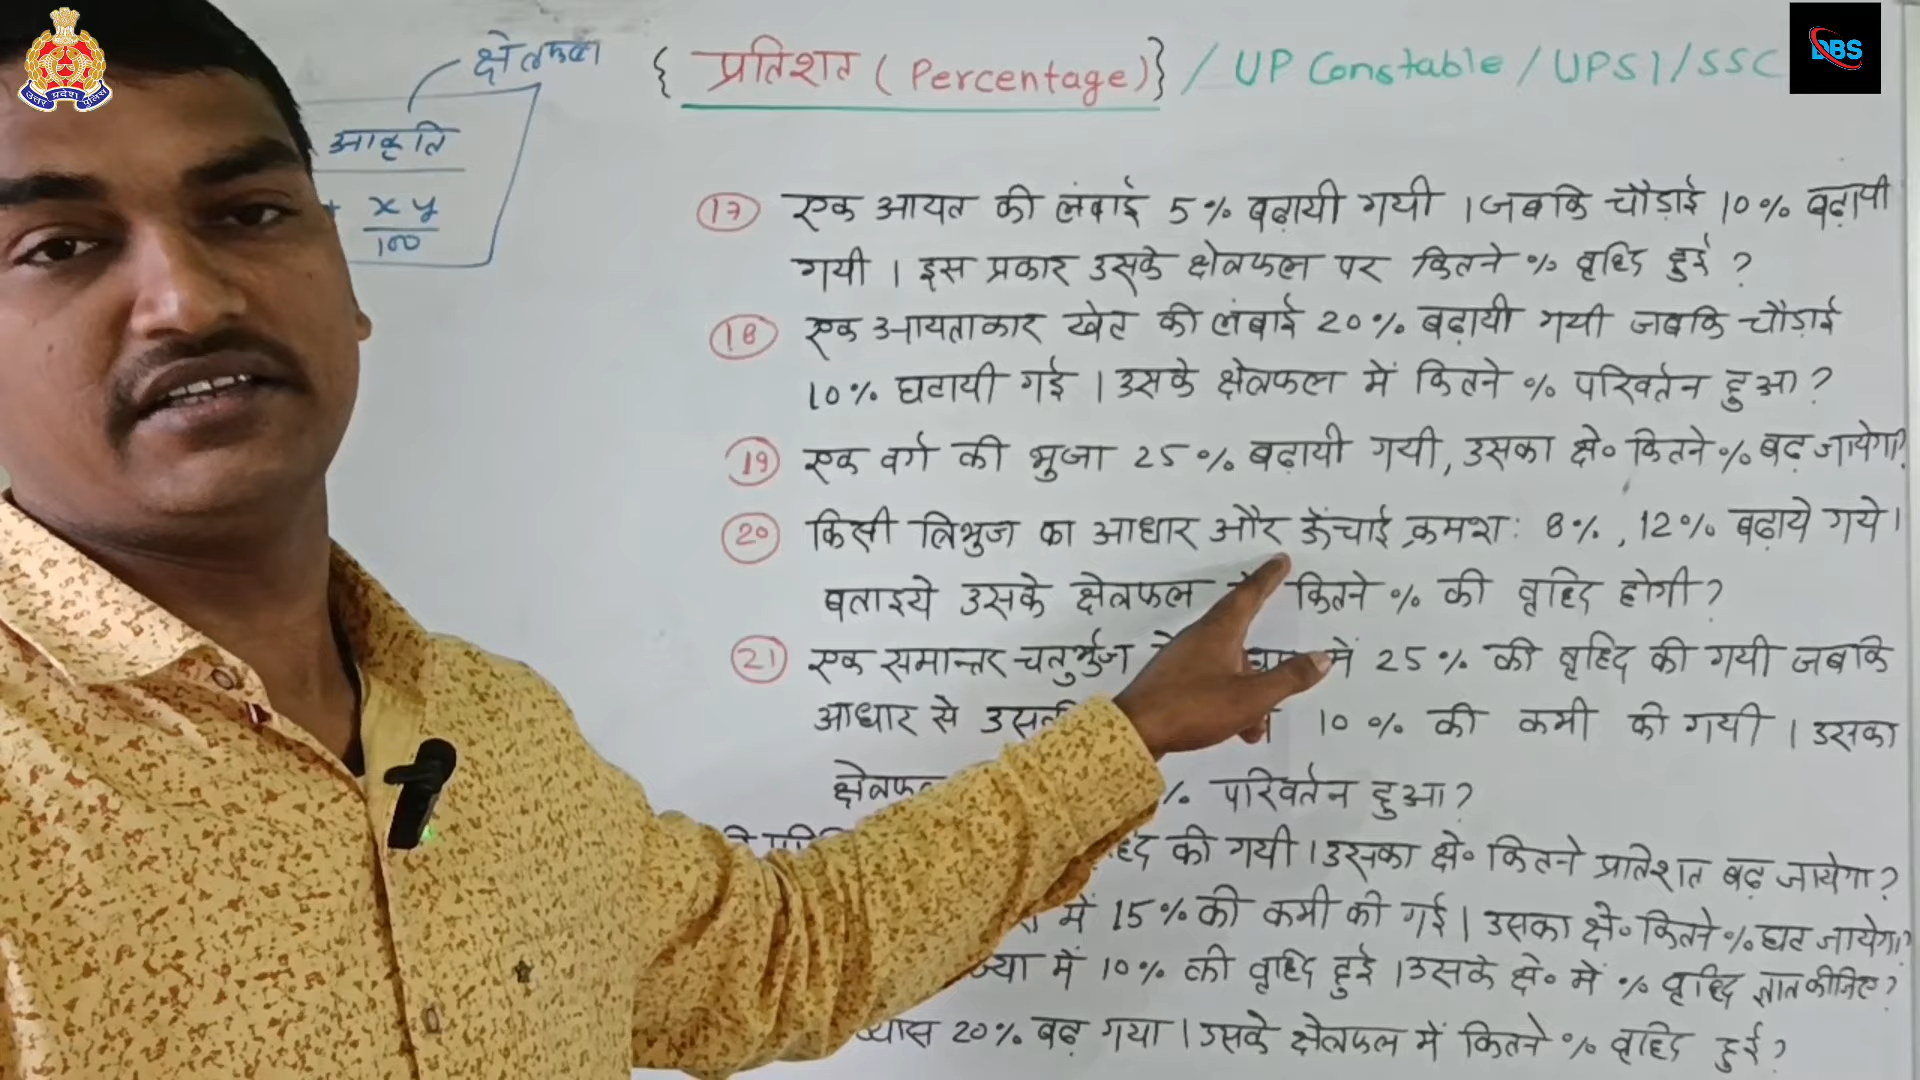 उत्तर प्रदेश पुलिस
क्षेत्रफल
आकृति
x y
100
{ प्रतिशत ( Percentage ) } / UP Constable / UPSI / SSC
DBS
17 एक आयत की लंबाई 5% बढ़ायी गयी । जबकि चौड़ाई 10% बढ़ायी
गयी । इस प्रकार उसके क्षेत्रफल पर कितने % वृद्धि हुई ?
18 एक आयताकार खेत की लंबाई 20% बढ़ायी गयी जबकि चौड़ाई
10% घटायी गई । उसके क्षेत्रफल में कितने % परिवर्तन हुआ ?
19 एक वर्ग की भुजा 25% बढ़ायी गयी, उसका क्षे० कितने % बढ़ जायेगा?
20 किसी त्रिभुज का आधार और ऊँचाई क्रमश: 8%, 12% बढ़ाये गये।
बताइये उसके क्षेत्रफल कितने % की वृद्धि होगी ?
21 एक समान्तर चतुर्भुज में 25% की वृद्धि की गयी जबकि
आधार से 10% की कमी की गयी । उसका
% परिवर्तन हुआ ?
की गयी । उसका क्षे० कितने प्रतिशत बढ़ जायेगा ?
में 15% की कमी की गई । उसका क्षे० कितने % घट जायेगा?
में 10% की वृद्धि हुई । उसके क्षे० में % वृद्धि ज्ञात कीजिए ?
व्यास 20% बढ़ गया । उसके क्षेत्रफल में कितने % वृद्धि हुई ?